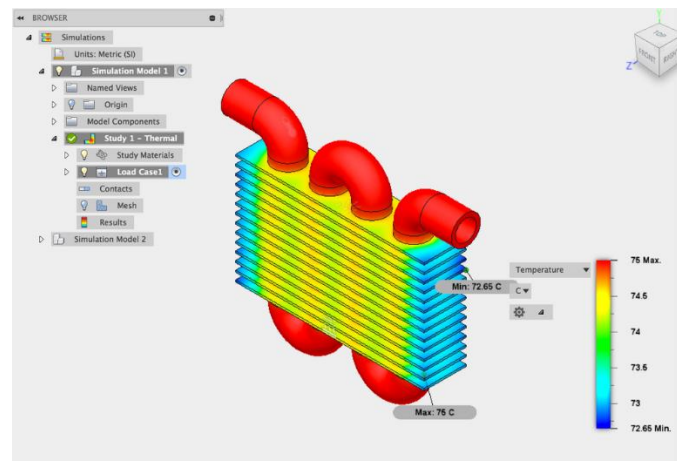 BROWSER
Simulations
Units: Metric (SI)
Simulation Model 1
Named Views
Origin
Model Components
Study 1 - Thermal
Study Materials
Load Case1
Contacts
Mesh
Results
Simulation Model 2
TOP
FRONT
RIGHT
Y
Z
Temperature
C
Min: 72.65 C
Max: 75 C
75 Max.
74.5
74
73.5
73
72.65 Min.